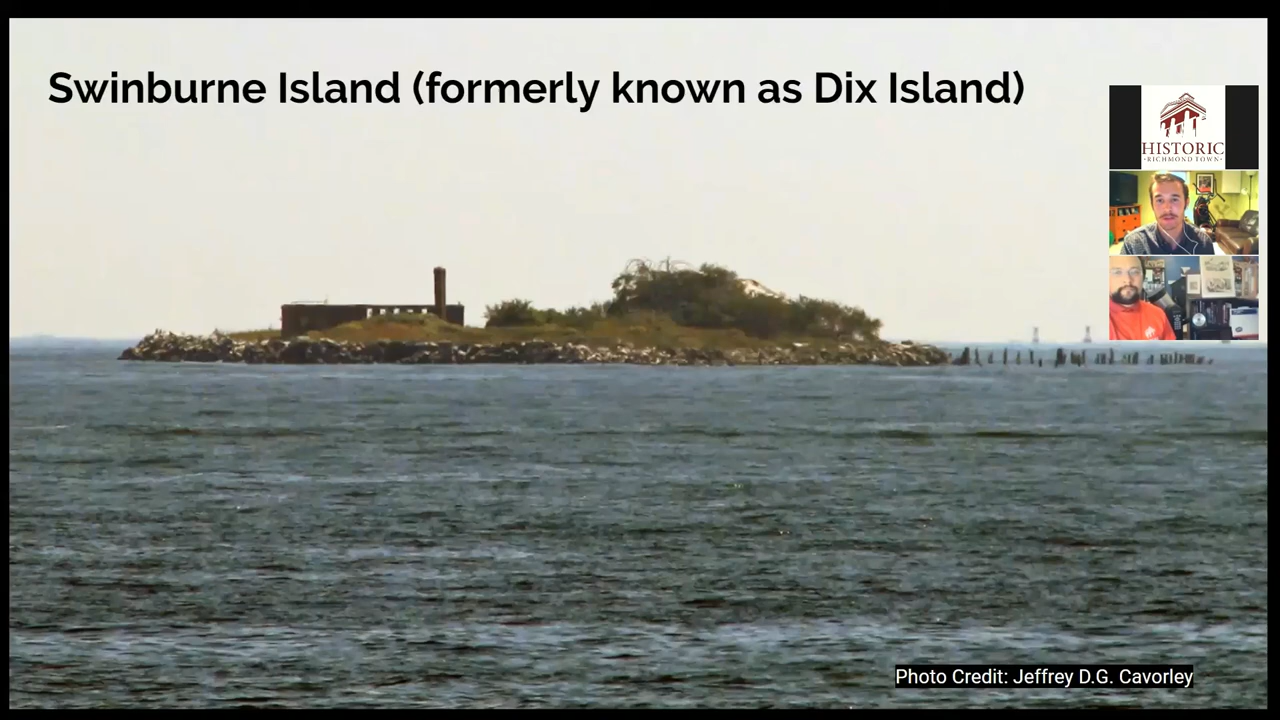 Swinburne Island (formerly known as Dix Island)
HISTORIC
•RICHMOND TOWN•
Photo Credit: Jeffrey D.G. Cavorley